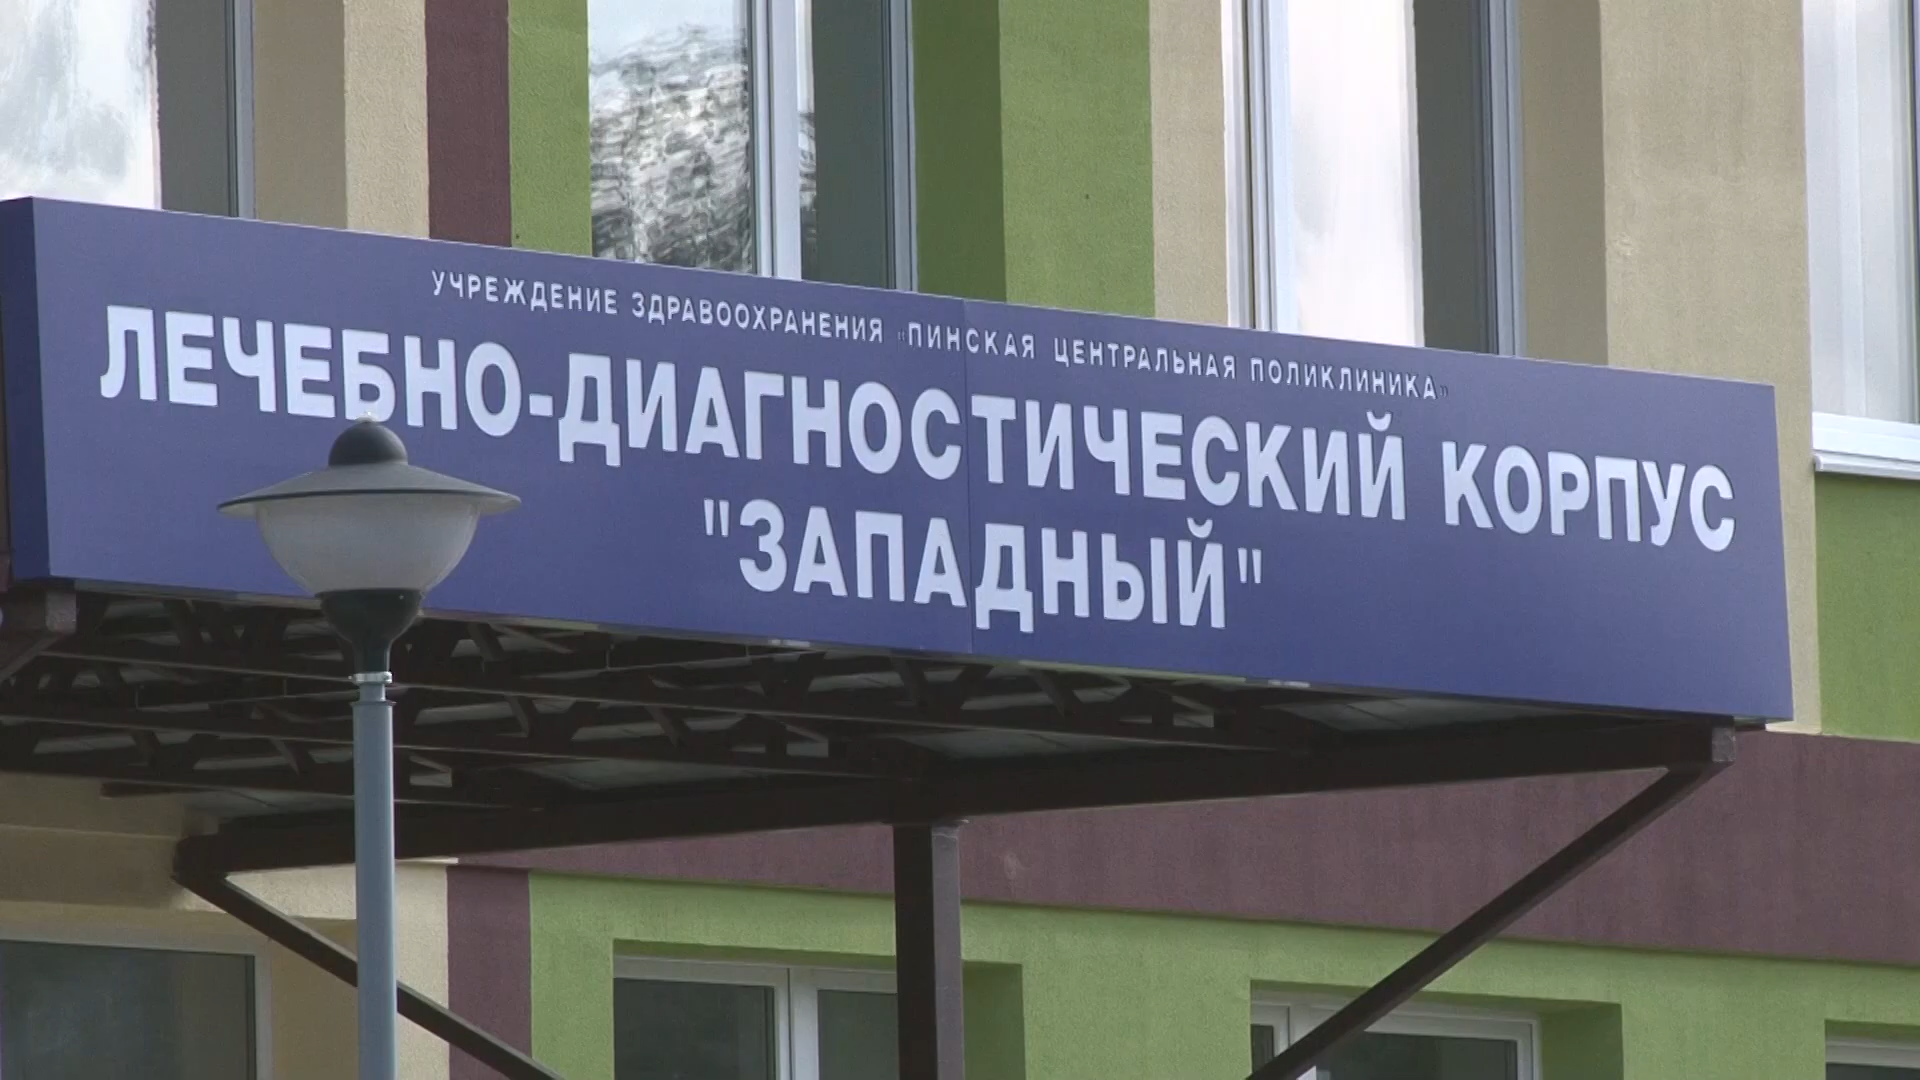 УЧРЕЖДЕНИЕ ЗДРАВООХРАНЕНИЯ "ПИНСКАЯ ЦЕНТРАЛЬНАЯ ПОЛИКЛИНИКА"
ЛЕЧЕБНО-ДИАГНОСТИЧЕСКИЙ КОРПУС
"ЗАПАДНЫЙ"